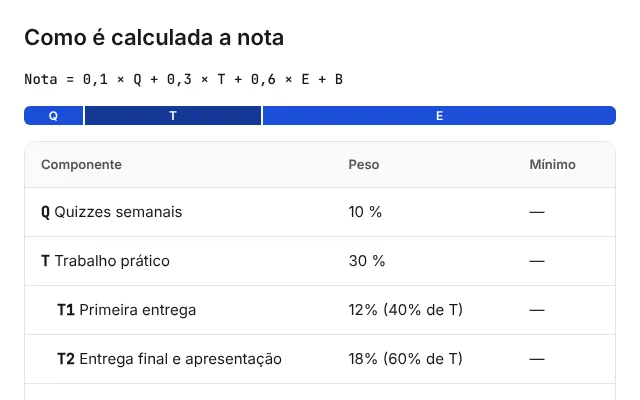 Como é calculada a nota
Nota = 0,1 × Q + 0,3 × T + 0,6 × E + B
Q T E
Componente Peso Mínimo
Q Quizzes semanais 10 % —
T Trabalho prático 30 % —
T1 Primeira entrega 12% (40% de T) —
T2 Entrega final e apresentação 18% (60% de T) —